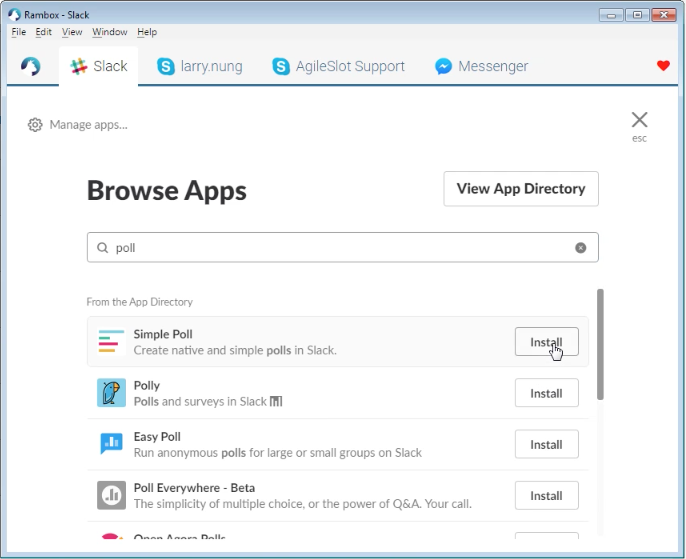 Rambox - Slack
File Edit View Window Help
Slack larry.nung AgileSlot Support Messenger
Manage apps...
esc
Browse Apps
View App Directory
poll
From the App Directory
Simple Poll
Create native and simple polls in Slack.
Install
Polly
Polls and surveys in Slack
Install
Easy Poll
Run anonymous polls for large or small groups on Slack
Install
Poll Everywhere - Beta
The simplicity of multiple choice, or the power of Q&A. Your call.
Install
Open Agora Polls